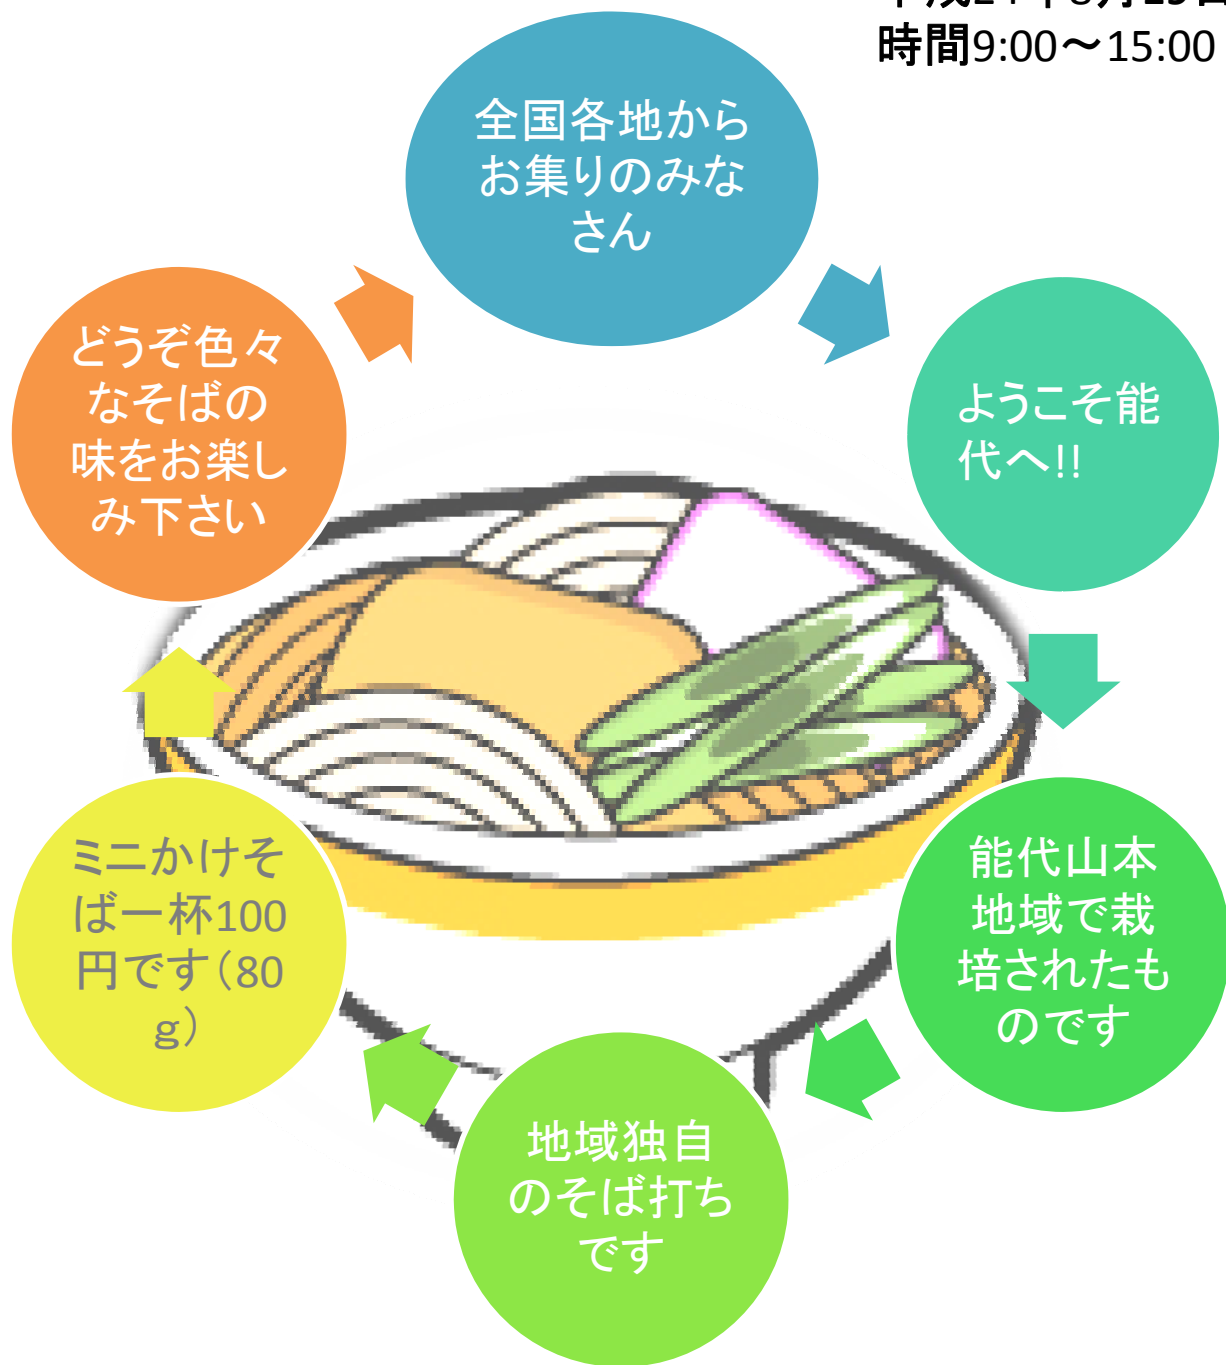 時間9:00～15:00
全国各地から
お集りのみな
さん
ようこそ能
代へ!!
能代山本
地域で栽
培されたも
のです
地域独自
のそば打ち
です
ミニかけそ
ば一杯100
円です（80
g）
どうぞ色々
なそばの
味をお楽し
み下さい